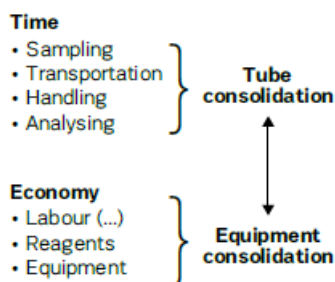 Time
• Sampling
• Transportation
• Handling
• Analysing
Tube
consolidation
Economy
• Labour (...)
• Reagents
• Equipment
Equipment
consolidation